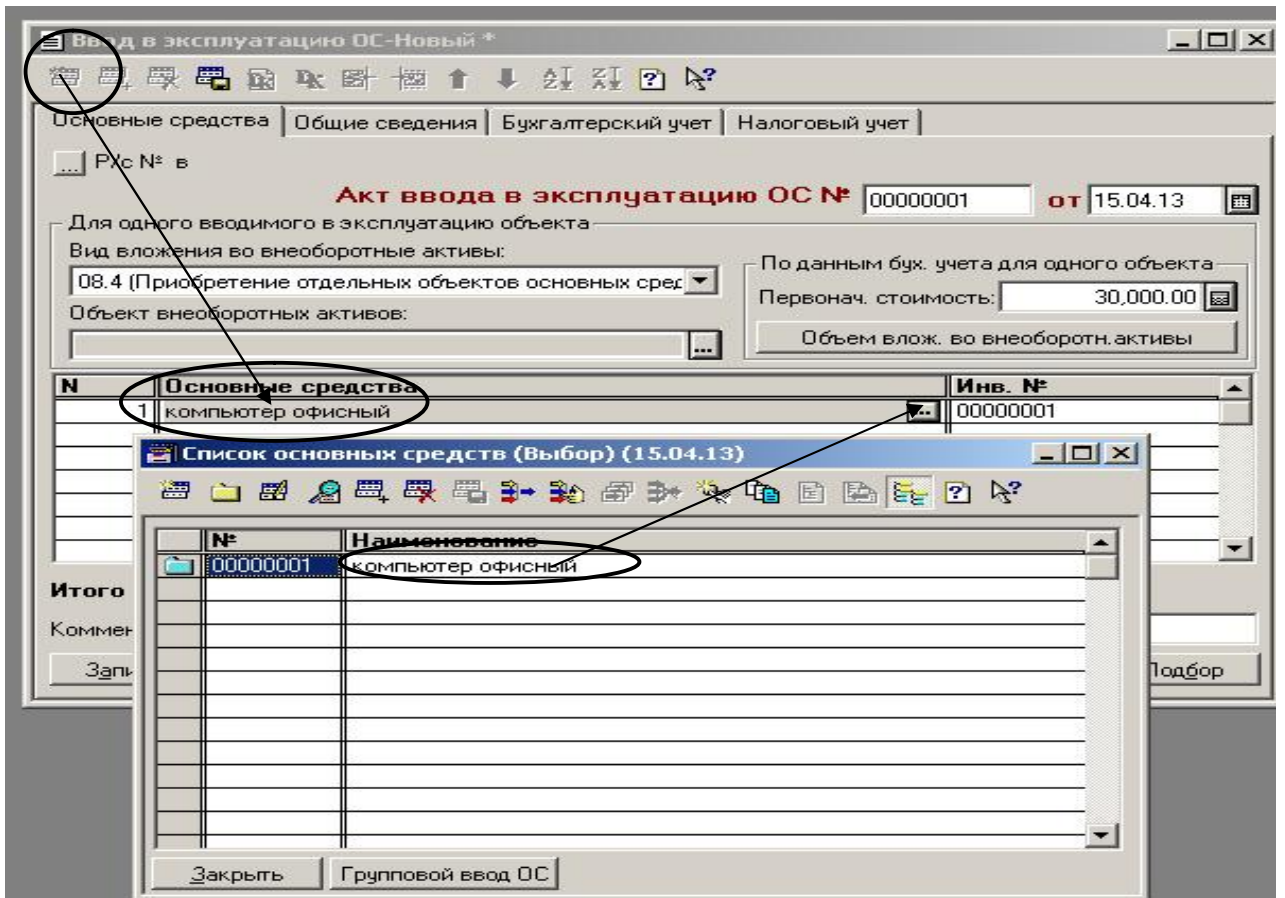 Ввод в эксплуатацию ОС-Новый *
Основные средства Общие сведения Бухгалтерский учет Налоговый учет
... Р/с № в
Акт ввода в эксплуатацию ОС № 00000001 от 15.04.13
Для одного вводимого в эксплуатацию объекта
Вид вложения во внеоборотные активы:
08.4 (Приобретение отдельных объектов основных сред
Объект внеоборотных активов:
...
По данным бух. учета для одного объекта
Первонач. стоимость: 30,000.00
Объем влож. во внеоборотн.активы
N Основные средства Инв. №
1 компьютер офисный ... 00000001
Список основных средств (Выбор) (15.04.13)
№ Наименование
00000001 компьютер офисный
Итого
Коммен
Запи
Подбор
Закрыть Групповой ввод ОС